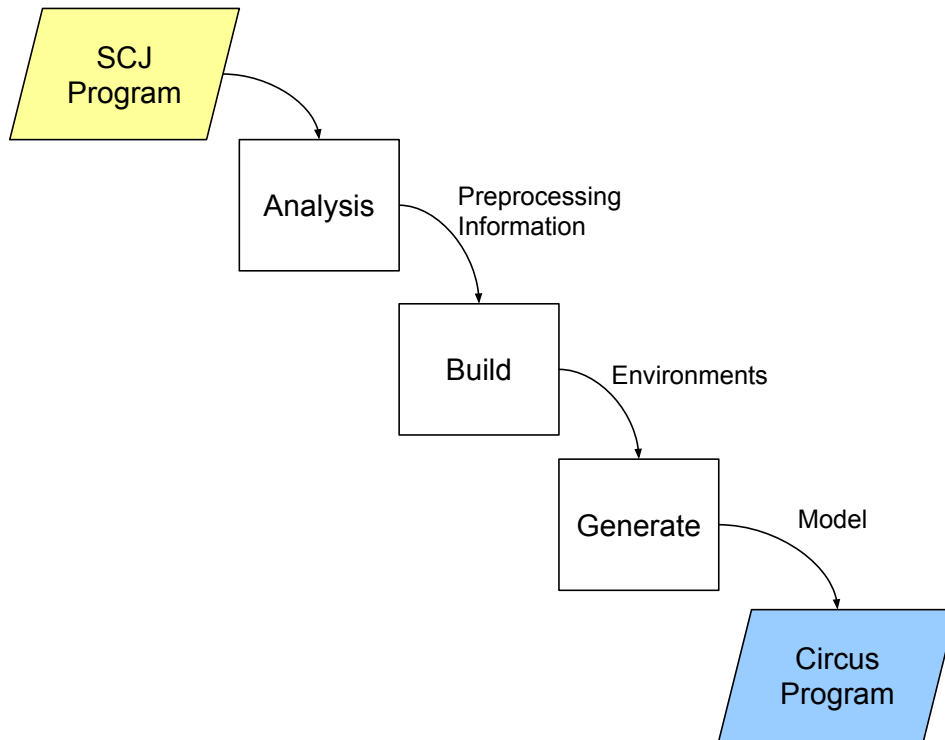 SCJ
Program
Analysis
Preprocessing
Information
Build
Environments
Generate
Model
Circus
Program